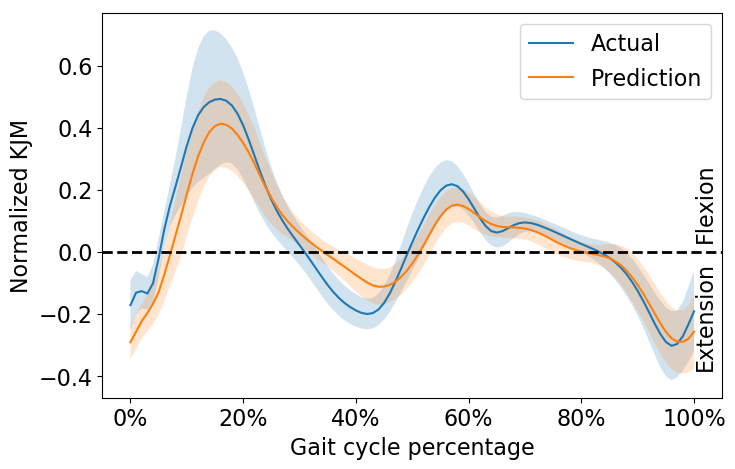 Actual
Prediction
Normalized KJM
0.6
0.4
0.2
0.0
−0.2
−0.4
Flexion
Extension
0%
20%
40%
60%
80%
100%
Gait cycle percentage